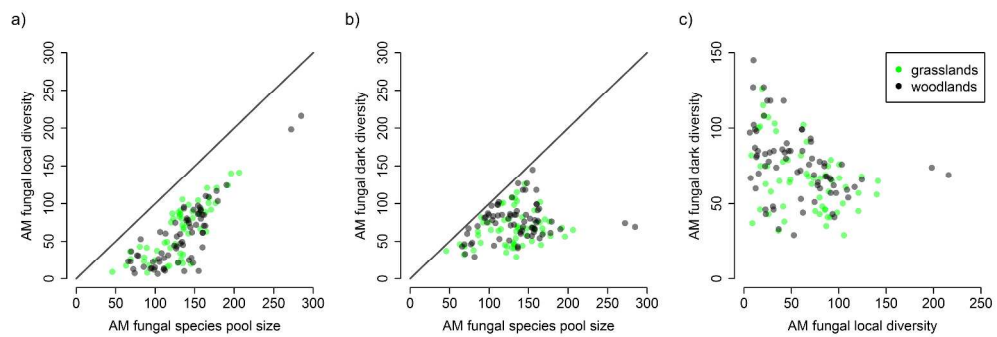 a)
AM fungal local diversity
300
250
200
150
100
50
0
0 50 100 150 200 250 300
AM fungal species pool size
b)
AM fungal dark diversity
300
250
200
150
100
50
0
0 50 100 150 200 250 300
AM fungal species pool size
c)
AM fungal dark diversity
150
100
50
0
grasslands
woodlands
0 50 100 150 200 250
AM fungal local diversity